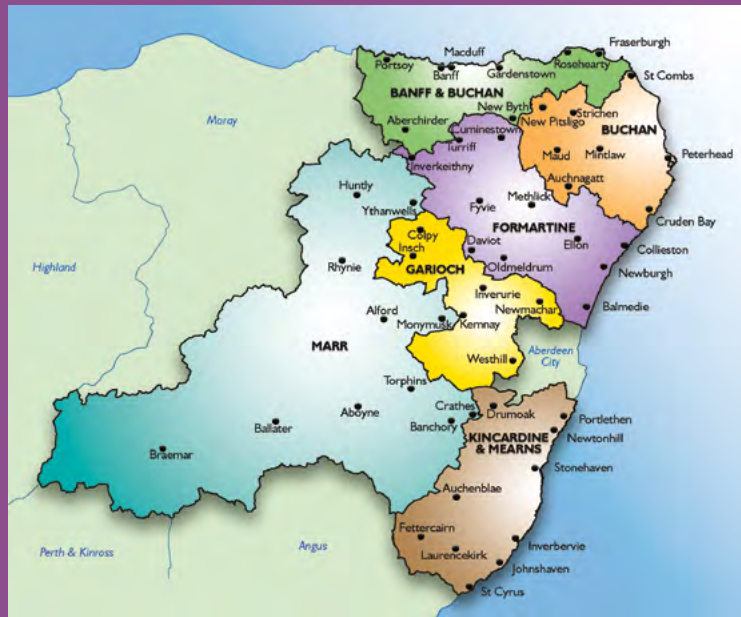 Fraserburgh
Macduff
Portsoy
Rosehearty
Banff
Gardenstown
St Combs
BANFF & BUCHAN
New Byth
Strichen
Moray
Aberchirder
New Pitsligo
BUCHAN
Cuminestown
Turriff
Maud
Mintlaw
Peterhead
Inverkeithny
Auchnagatt
Huntly
Methlick
Ythanwells
Fyvie
Cruden Bay
FORMARTINE
Colpy
Daviot
Ellon
Collieston
Insch
Highland
Rhynie
GARIOCH
Oldmeldrum
Newburgh
Inverurie
Newmachar
Balmedie
Alford
Monymusk
Kemnay
MARR
Westhill
Aberdeen
City
Torphins
Aboyne
Crathes
Drumoak
Portlethen
Ballater
Banchory
KINCARDINE
& MEARNS
Newtonhill
Braemar
Stonehaven
Auchenblae
Fettercairn
Perth & Kinross
Angus
Laurencekirk
Inverbervie
Johnshaven
St Cyrus